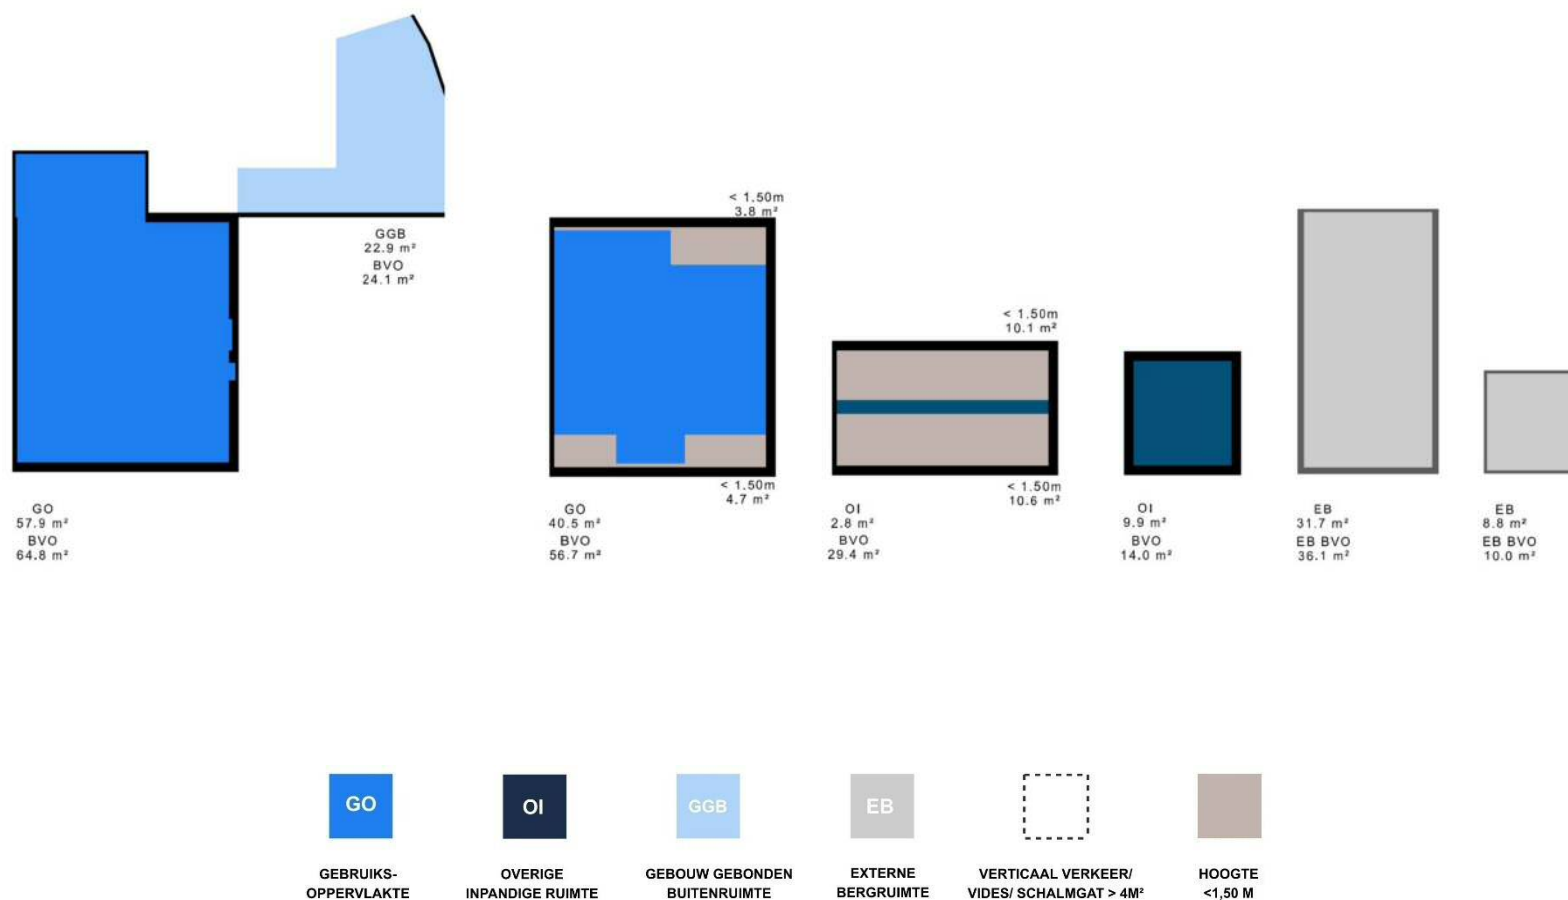 GGB
22.9 m²
BVO
24.1 m²
< 1.50m
3.8 m²
< 1.50m
4.7 m²
< 1.50m
10.1 m²
< 1.50m
10.6 m²
GO
57.9 m²
BVO
64.8 m²
GO
40.5 m²
BVO
56.7 m²
OI
2.8 m²
BVO
29.4 m²
OI
9.9 m²
BVO
14.0 m²
EB
31.7 m²
EB BVO
36.1 m²
EB
8.8 m²
EB BVO
10.0 m²
GO
GEBRUIKS-
OPPERVLAKTE
OI
OVERIGE
INPANDIGE RUIMTE
GGB
GEBOUW GEBONDEN
BUITENRUIMTE
EB
EXTERNE
BERGRUIMTE
VERTICAAL VERKEER/
VIDES/ SCHALMGAT > 4M²
HOOGTE
<1,50 M